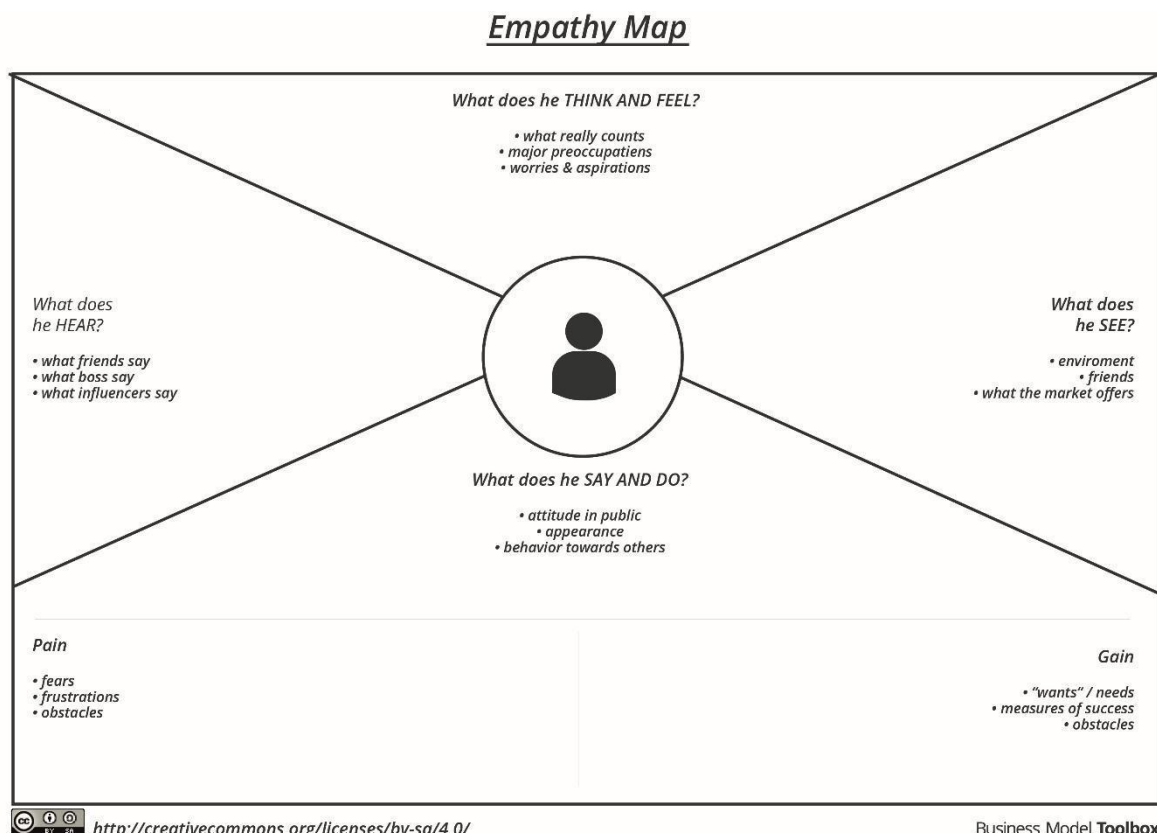 Empathy Map
What does he THINK AND FEEL?
• what really counts
• major preoccupatiens
• worries & aspirations
What does
he HEAR?
• what friends say
• what boss say
• what influencers say
What does
he SEE?
• enviroment
• friends
• what the market offers
What does he SAY AND DO?
• attitude in public
• appearance
• behavior towards others
Pain
• fears
• frustrations
• obstacles
Gain
• “wants” / needs
• measures of success
• obstacles
cc BY SA http://creativecommons.org/licenses/by-sa/4.0/
Business Model Toolbox